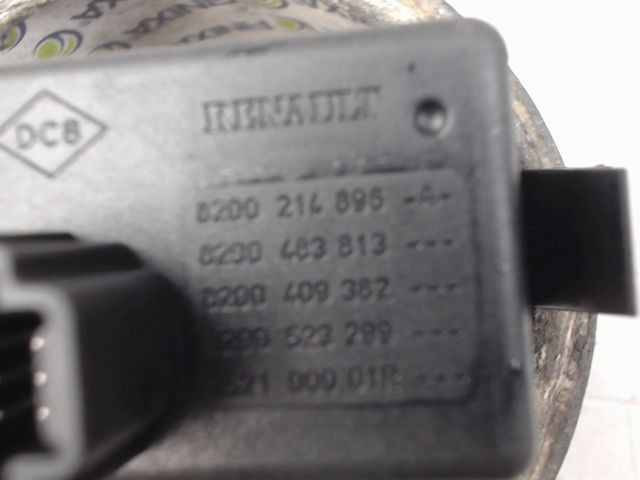 RENAULT
DCB
8200 214 896 -A-
8200 483 813 ---
8200 409 382 ---
523 299 ---
000 01R ---